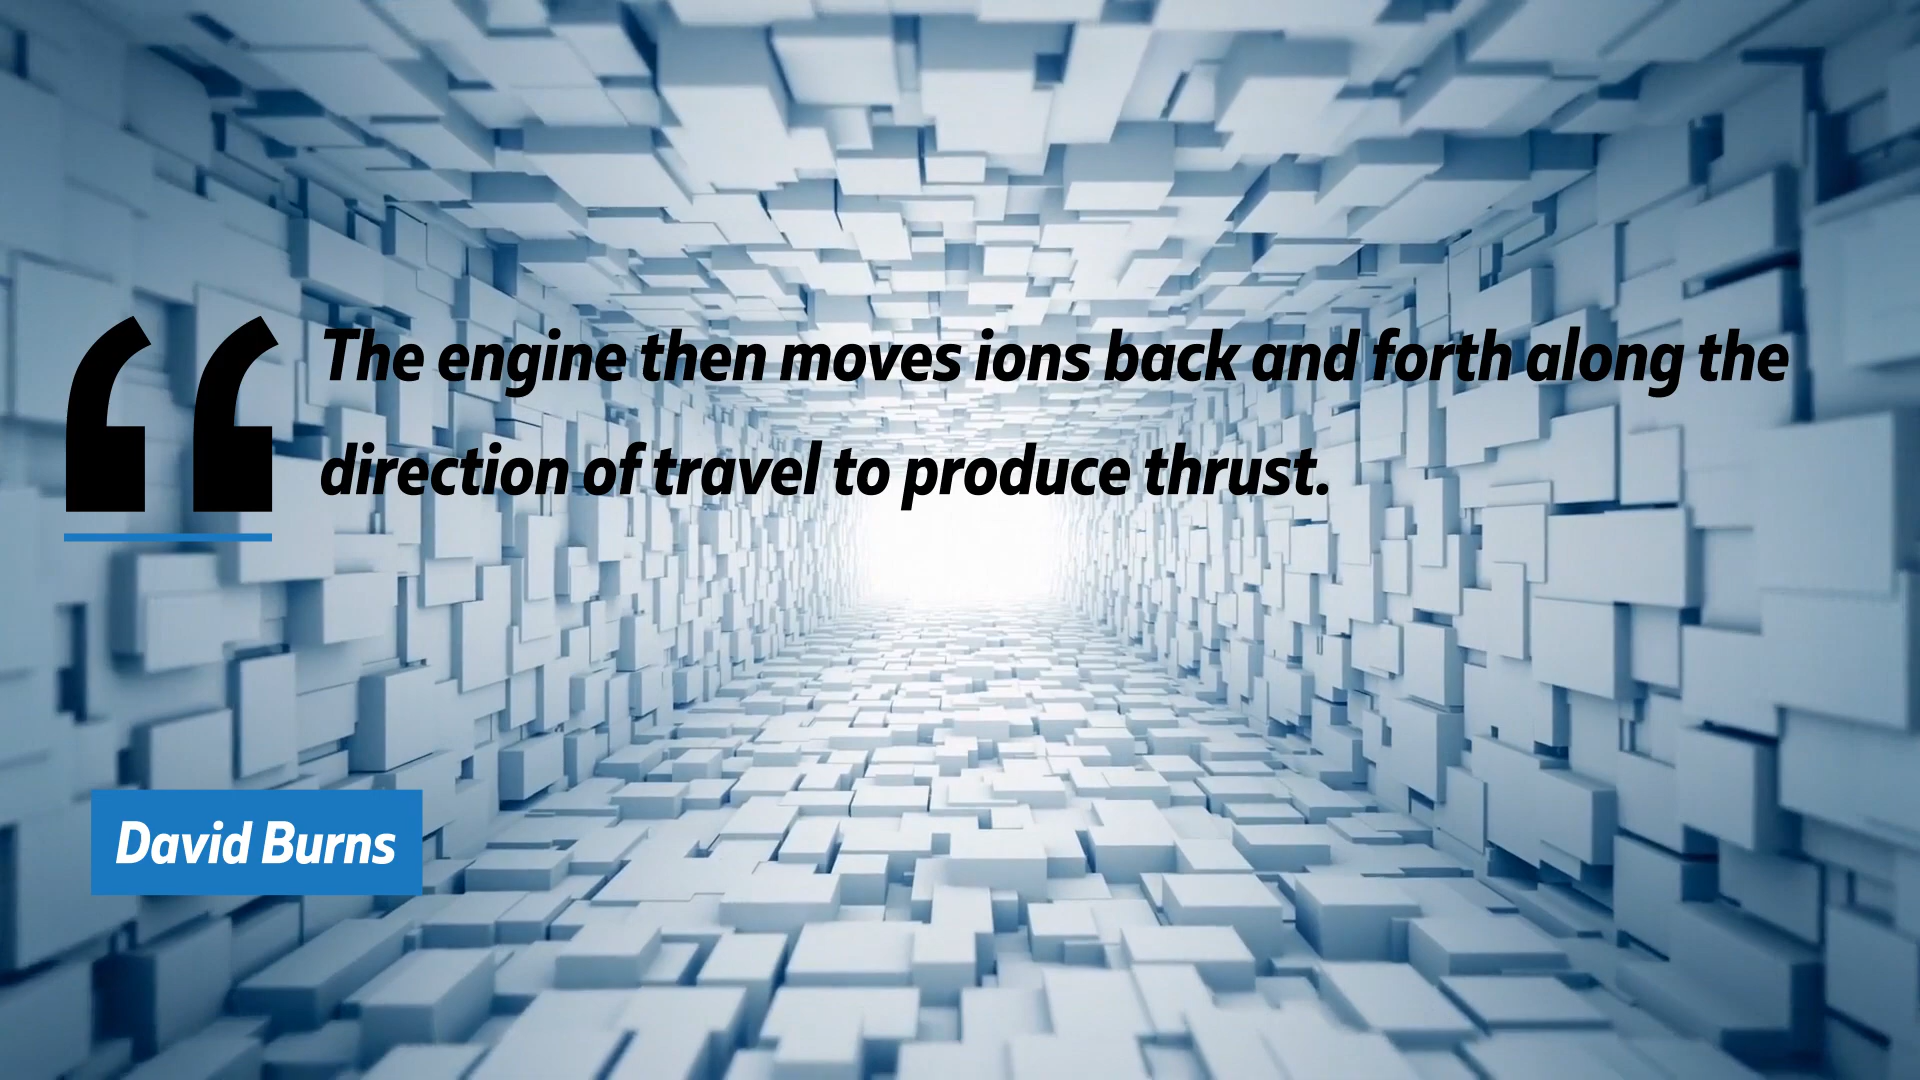 “
The engine then moves ions back and forth along the
direction of travel to produce thrust.
David Burns